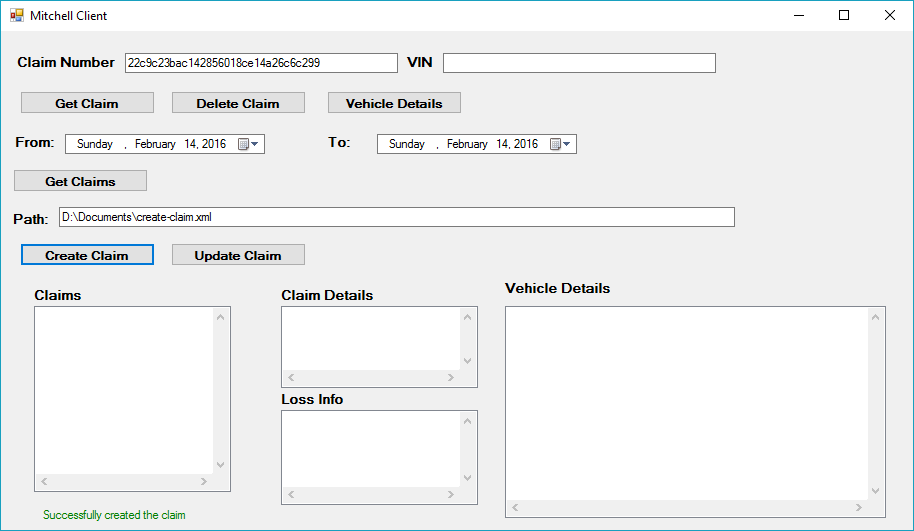 Mitchell Client
Claim Number 22c9c23bac142856018ce14a26c6c299 VIN
Get Claim Delete Claim Vehicle Details
From: Sunday , February 14, 2016 To: Sunday , February 14, 2016
Get Claims
Path: D:\Documents\create-claim.xml
Create Claim Update Claim
Claims Claim Details Vehicle Details
Loss Info
Successfully created the claim